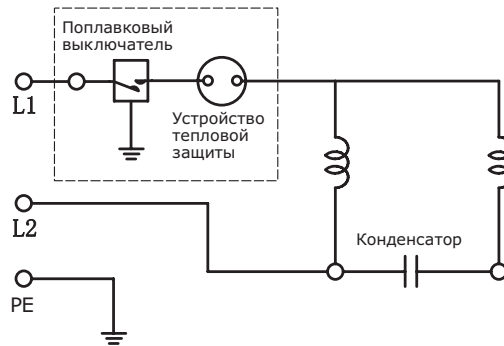 Поплавковый
выключатель
L1
Устройство
тепловой
защиты
L2
Конденсатор
PE